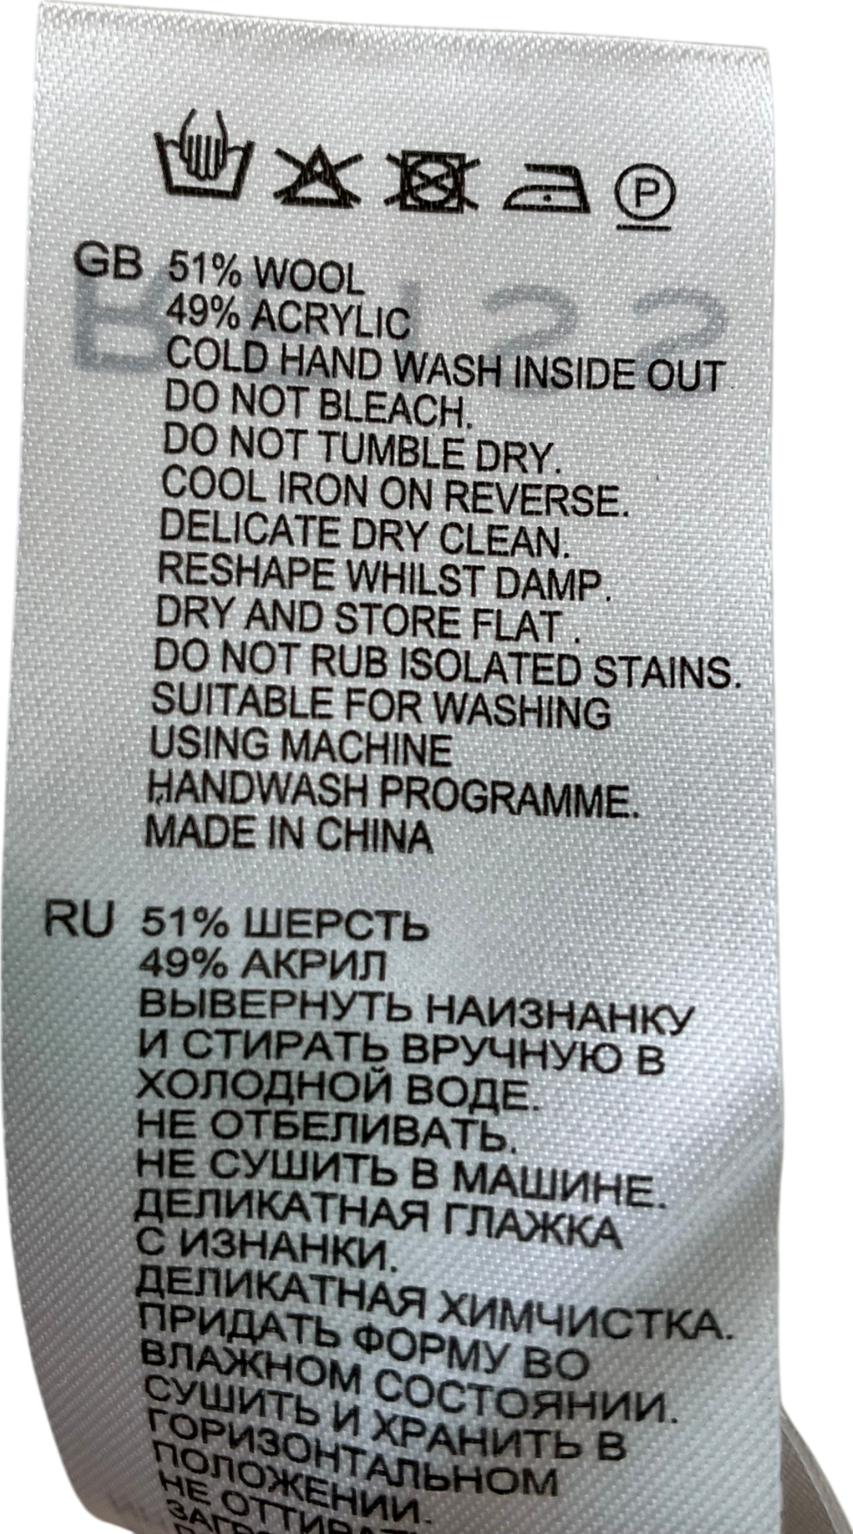 GB 51% WOOL
49% ACRYLIC
COLD HAND WASH INSIDE OUT
DO NOT BLEACH.
DO NOT TUMBLE DRY.
COOL IRON ON REVERSE.
DELICATE DRY CLEAN.
RESHAPE WHILST DAMP.
DRY AND STORE FLAT .
DO NOT RUB ISOLATED STAINS.
SUITABLE FOR WASHING
USING MACHINE
HANDWASH PROGRAMME.
MADE IN CHINA
RU 51% ШЕРСТЬ
49% АКРИЛ
ВЫВЕРНУТЬ НАИЗНАНКУ
И СТИРАТЬ ВРУЧНУЮ В
ХОЛОДНОЙ ВОДЕ.
НЕ ОТБЕЛИВАТЬ.
НЕ СУШИТЬ В МАШИНЕ.
ДЕЛИКАТНАЯ ГЛАЖКА
С ИЗНАНКИ.
ДЕЛИКАТНАЯ ХИМЧИСТКА.
ПРИДАТЬ ФОРМУ ВО
ВЛАЖНОМ СОСТОЯНИИ.
СУШИТЬ И ХРАНИТЬ В
ГОРИЗОНТАЛЬНОМ
ПОЛОЖЕНИИ.
НЕ